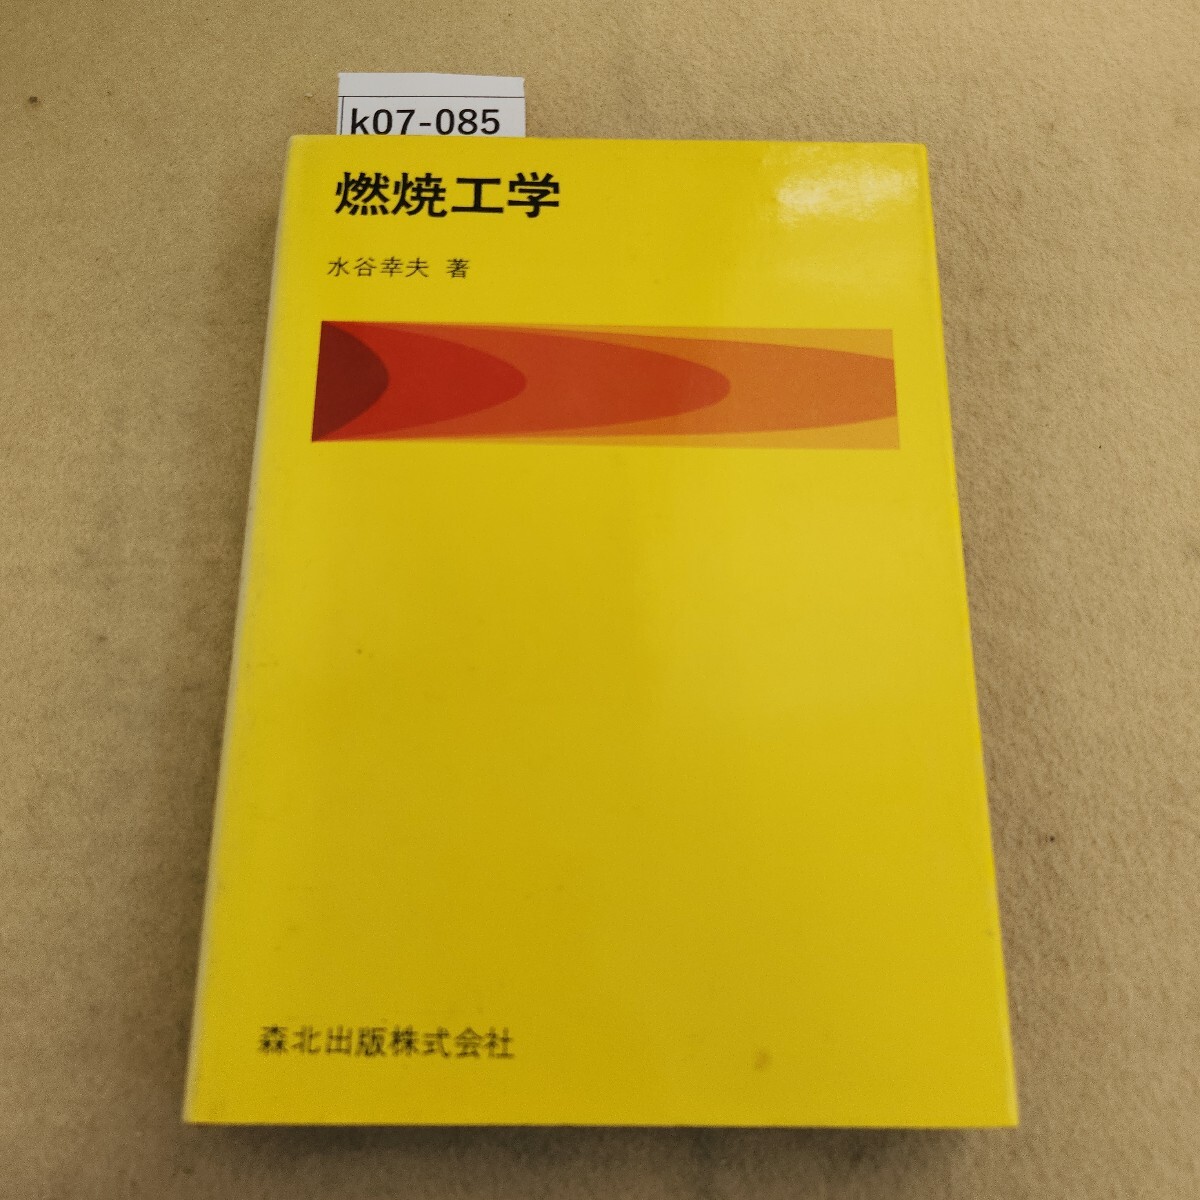 k07-085
燃焼工学
水谷幸夫 著
森北出版株式会社